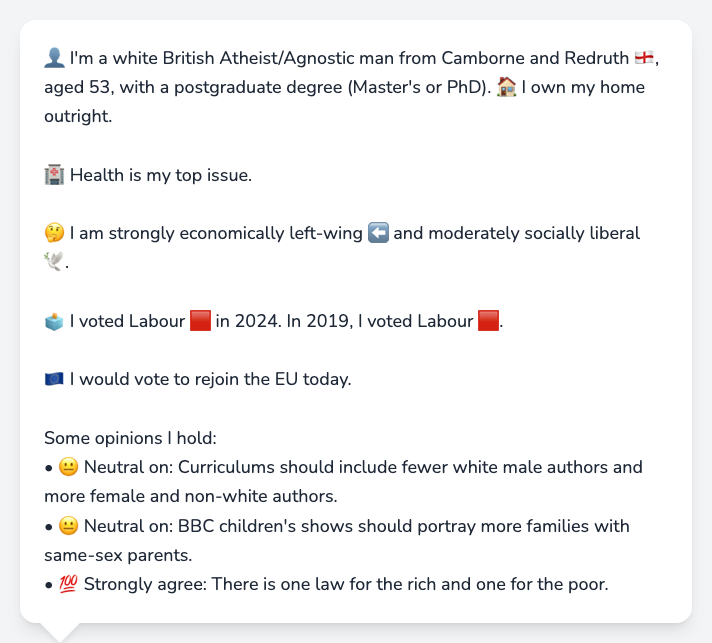 👤 I'm a white British Atheist/Agnostic man from Camborne and Redruth 🏴󠁧󠁢󠁥󠁮󠁧󠁿,
aged 53, with a postgraduate degree (Master's or PhD). 🏠 I own my home
outright.
🏥 Health is my top issue.
🤔 I am strongly economically left-wing ⬅️ and moderately socially liberal
🕊️.
🗳️ I voted Labour 🟥 in 2024. In 2019, I voted Labour 🟥.
🇪🇺 I would vote to rejoin the EU today.
Some opinions I hold:
• 😐 Neutral on: Curriculums should include fewer white male authors and
more female and non-white authors.
• 😐 Neutral on: BBC children's shows should portray more families with
same-sex parents.
• 💯 Strongly agree: There is one law for the rich and one for the poor.